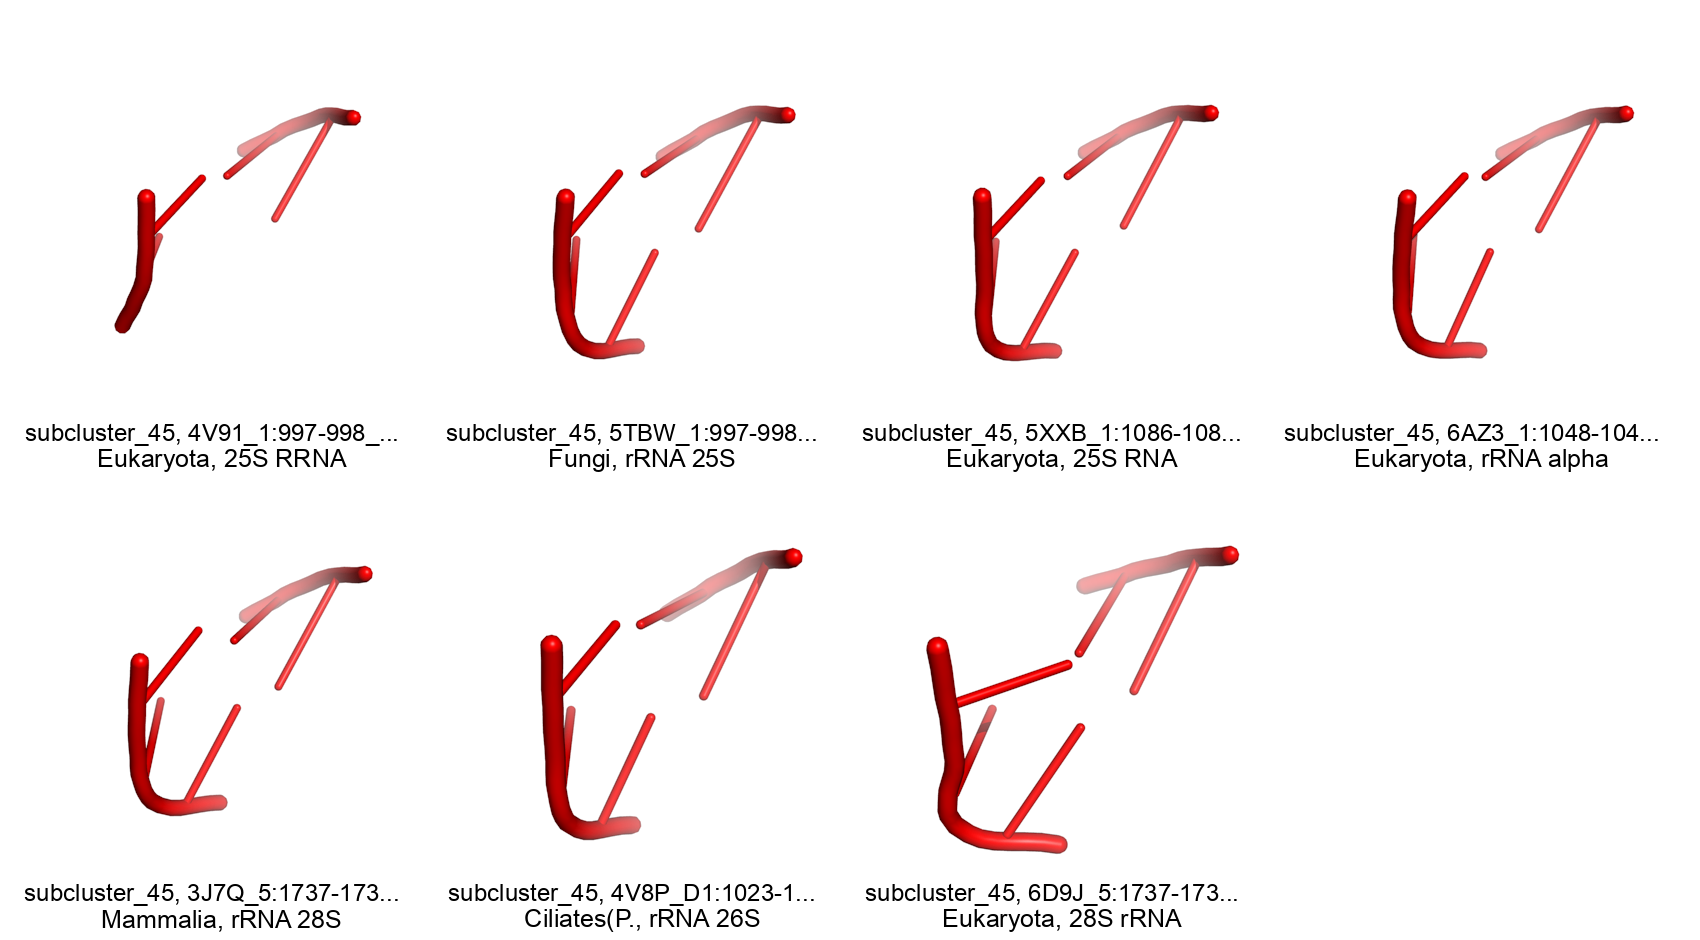 subcluster_45, 4V91_1:997-998_...
Eukaryota, 25S RRNA
subcluster_45, 5TBW_1:997-998...
Fungi, rRNA 25S
subcluster_45, 5XXB_1:1086-108...
Eukaryota, 25S RNA
subcluster_45, 6AZ3_1:1048-104...
Eukaryota, rRNA alpha
subcluster_45, 3J7Q_5:1737-173...
Mammalia, rRNA 28S
subcluster_45, 4V8P_D1:1023-1...
Ciliates(P., rRNA 26S
subcluster_45, 6D9J_5:1737-173...
Eukaryota, 28S rRNA